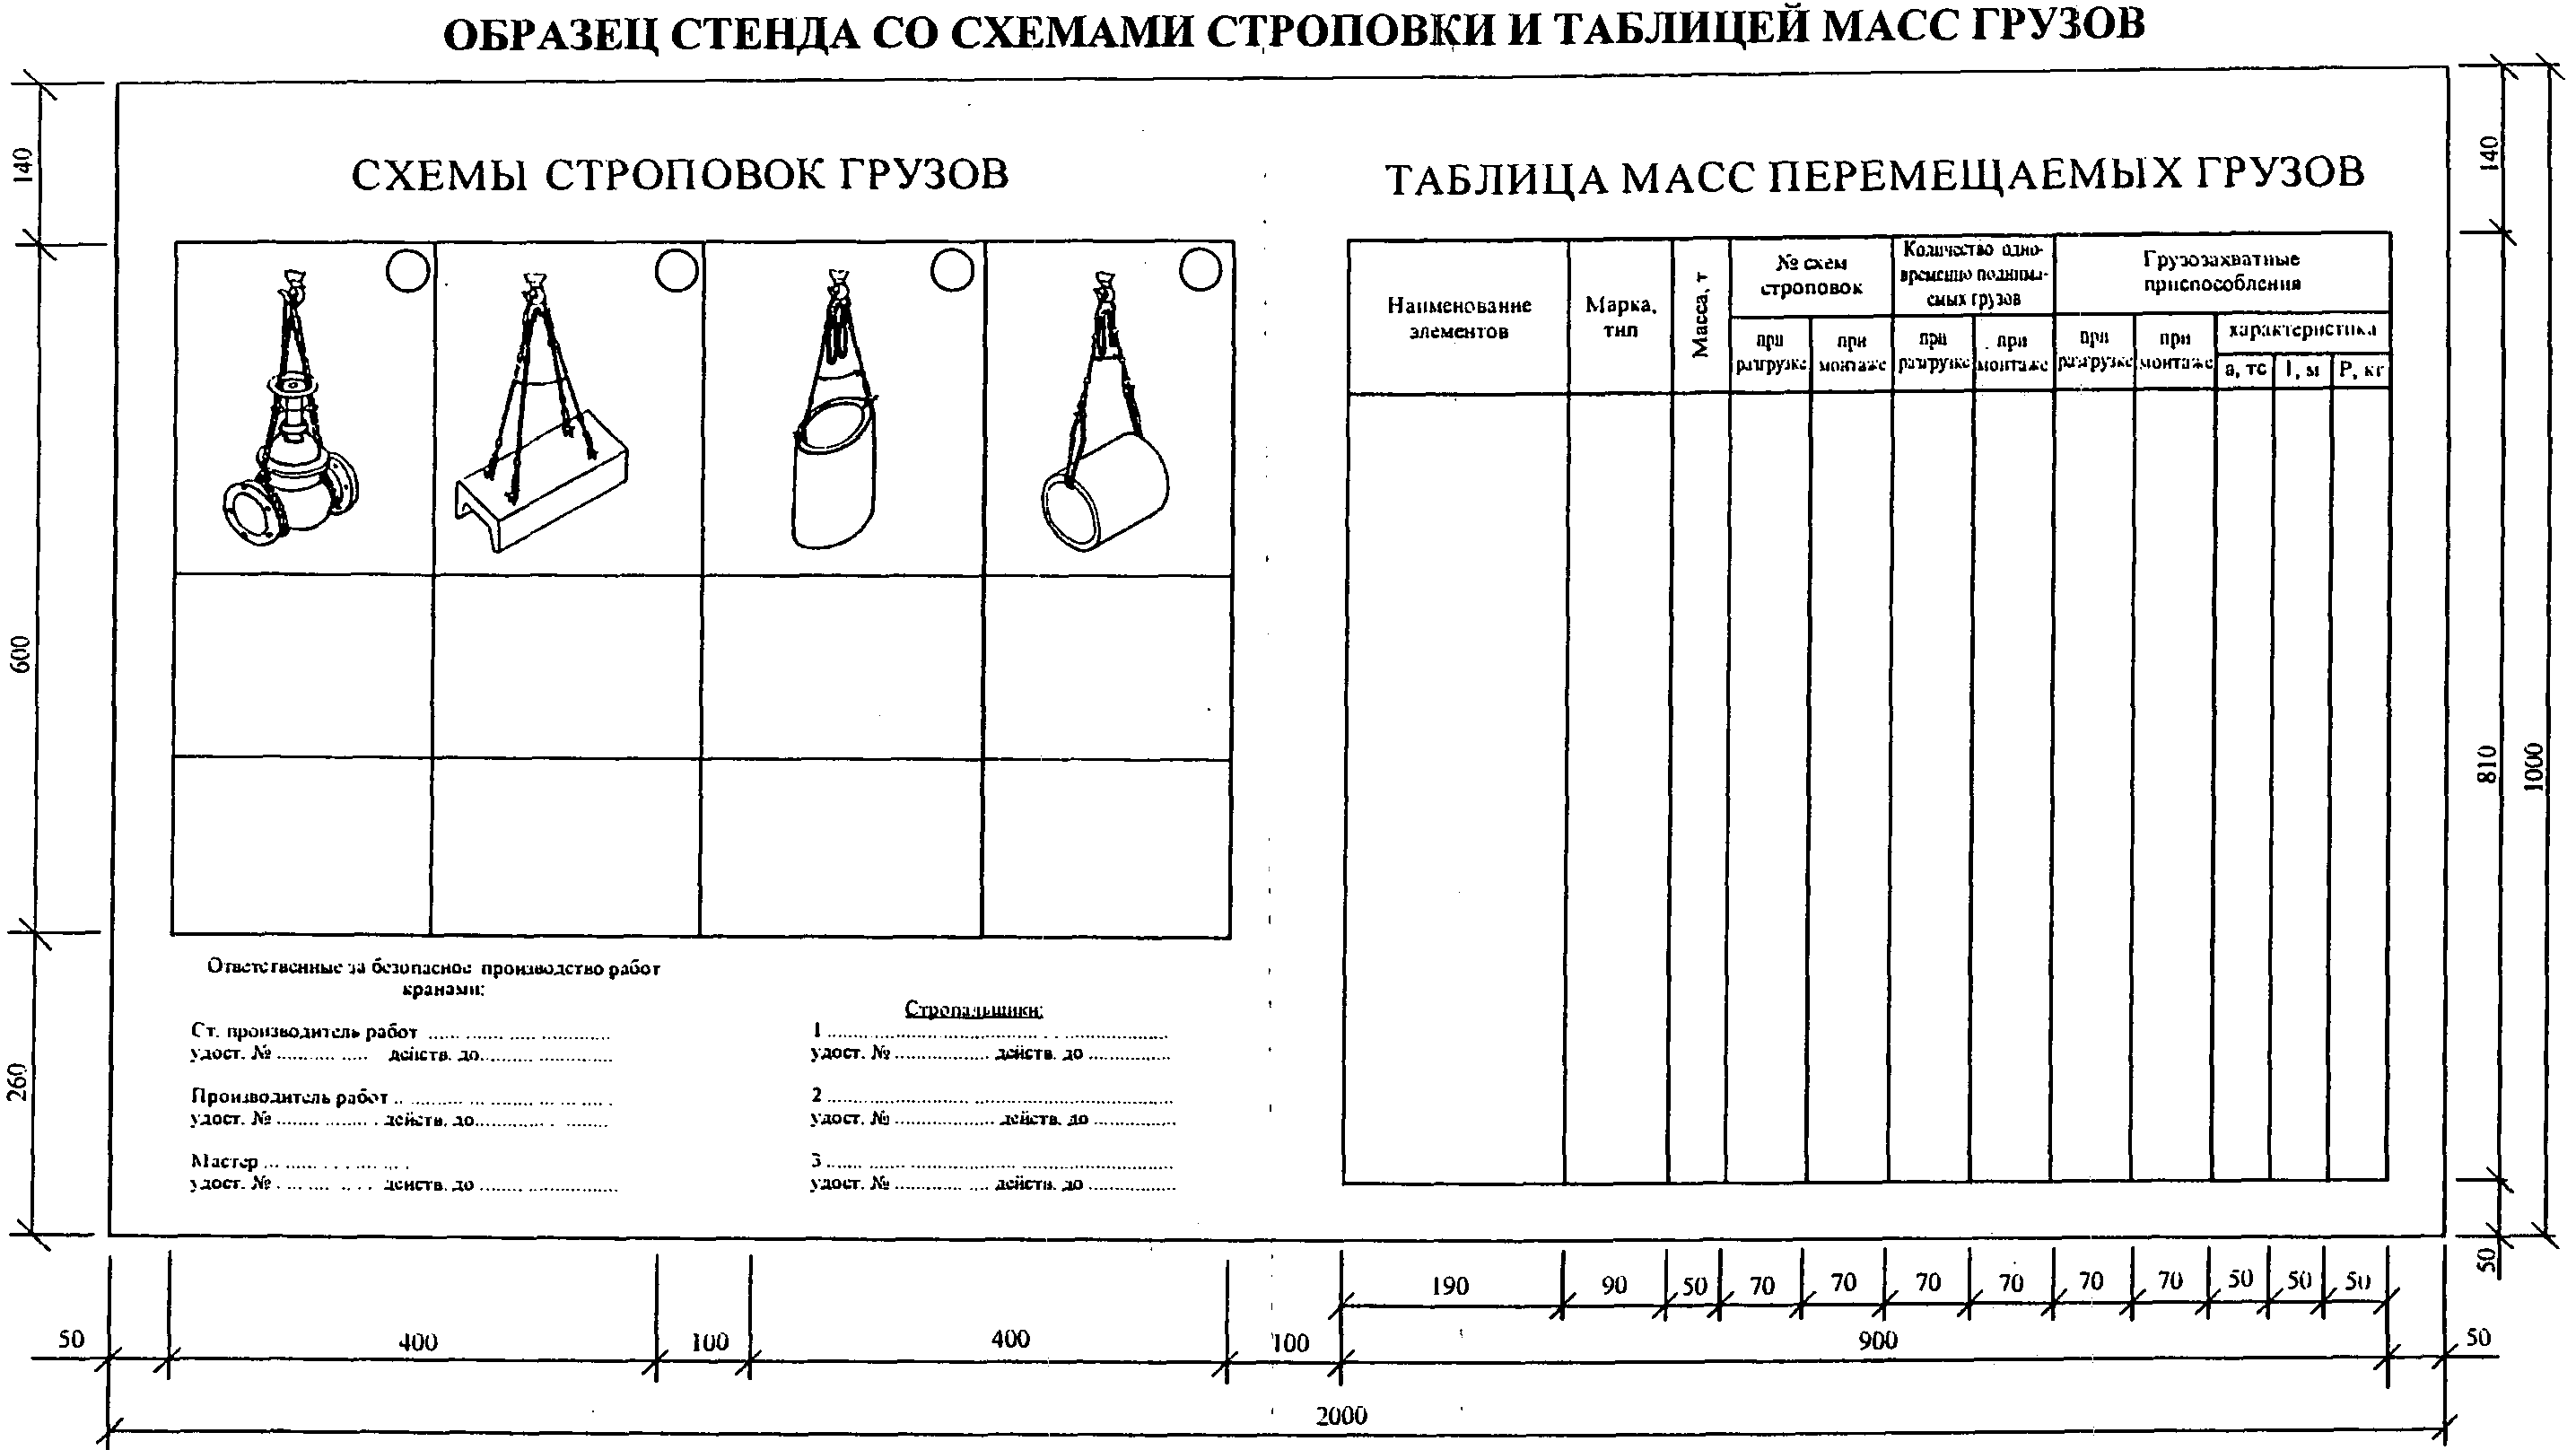 ОБРАЗЕЦ СТЕНДА СО СХЕМАМИ СТРОПОВКИ И ТАБЛИЦЕЙ МАСС ГРУЗОВ
СХЕМЫ СТРОПОВОК ГРУЗОВ
ТАБЛИЦА МАСС ПЕРЕМЕЩАЕМЫХ ГРУЗОВ
Наименование
элементов
Марка,
тип
Масса, т
№ схем
строповок
при
разгрузке
при
монтаже
Количество одно-
временно поднима-
емых грузов
при
разгрузке
при
монтаже
Грузозахватные
приспособления
при
разгрузке
при
монтаже
характеристика
а, тс
l, м
Р, кг
Ответственные за безопасное производство работ
кранами:
Ст. производитель работ ..............................
удост. № ................ действ. до......................
Производитель работ ..............................
удост. № ................ действ. до......................
Мастер ........................
удост. № ................ действ. до ......................
Стропальщики:
1 ............................................................
удост. № ................ действ. до ..............
2 ............................................................
удост. № ................ действ. до ..............
3 ............................................................
удост. № ................ действ. до ..............
140
600
260
140
810
1000
50
190
90
50
70
70
70
70
70
70
50
50
50
50
400
100
400
100
900
50
2000